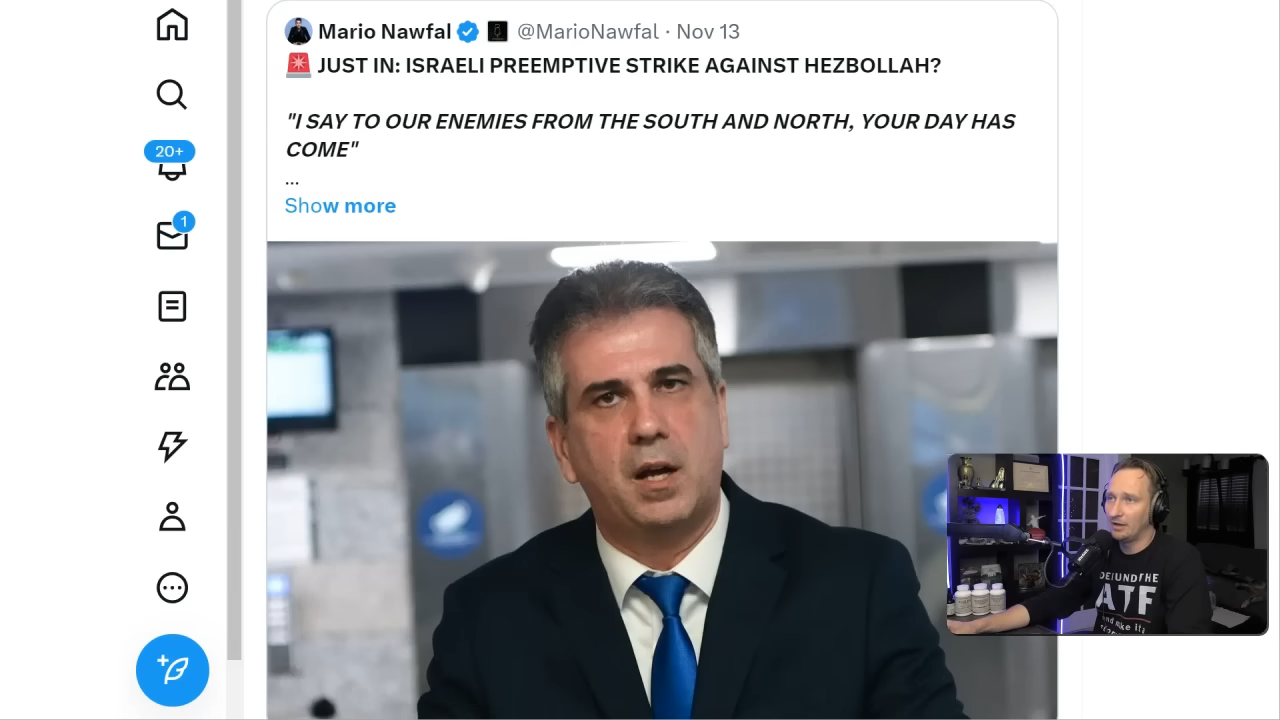 Mario Nawfal @MarioNawfal · Nov 13
JUST IN: ISRAELI PREEMPTIVE STRIKE AGAINST HEZBOLLAH?
"I SAY TO OUR ENEMIES FROM THE SOUTH AND NORTH, YOUR DAY HAS
COME"
...
Show more
20+
1
ATF